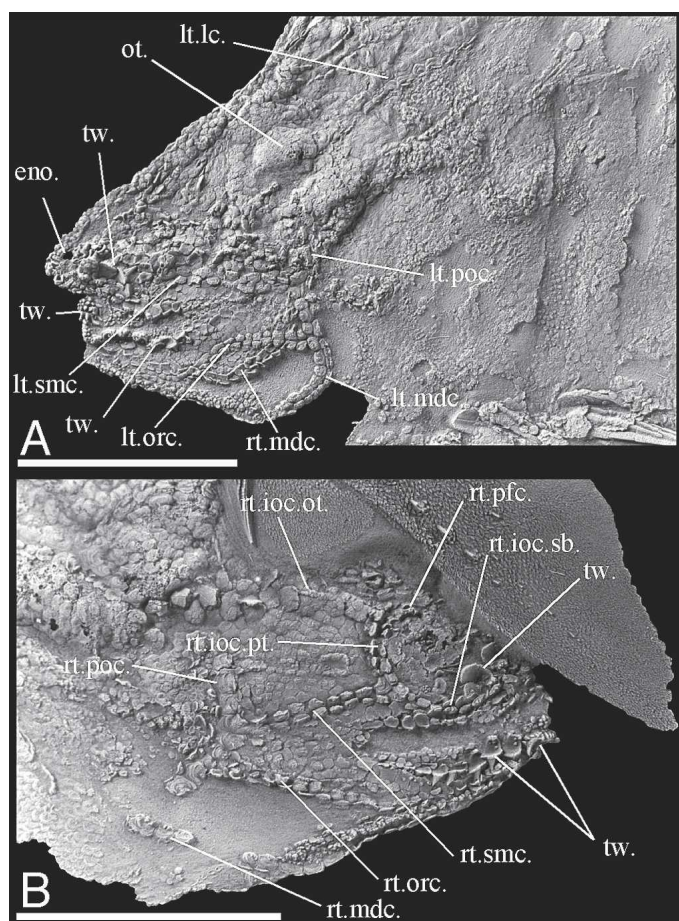 lt.lc.
ot.
tw.
eno.
lt.poc.
tw.
lt.smc.
tw.
lt.mdc.
lt.orc.
rt.mdc.
A
rt.pfc.
rt.ioc.ot.
rt.ioc.sb.
tw.
rt.ioc.pt.
rt.poc.
tw.
rt.smc.
rt.orc.
rt.mdc.
B